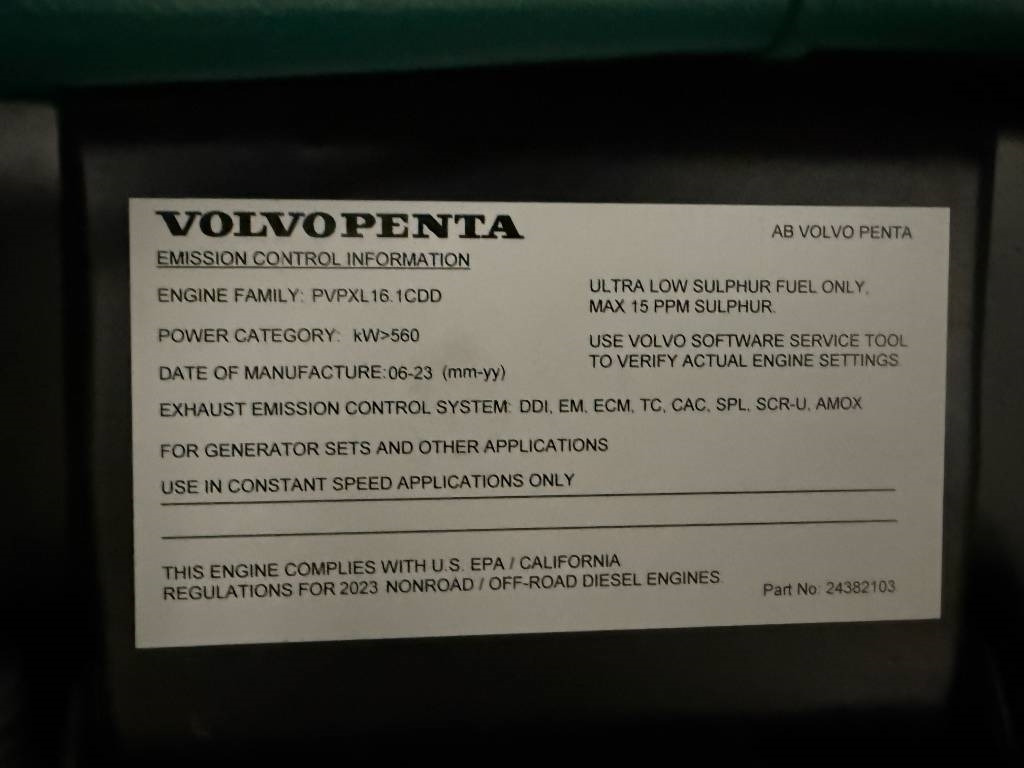 VOLVO PENTA
AB VOLVO PENTA
EMISSION CONTROL INFORMATION
ENGINE FAMILY: PVPXL16.1CDD
ULTRA LOW SULPHUR FUEL ONLY,
MAX 15 PPM SULPHUR.
POWER CATEGORY: kW>560
USE VOLVO SOFTWARE SERVICE TOOL
TO VERIFY ACTUAL ENGINE SETTINGS.
DATE OF MANUFACTURE: 06-23 (mm-yy)
EXHAUST EMISSION CONTROL SYSTEM: DDI, EM, ECM, TC, CAC, SPL, SCR-U, AMOX
FOR GENERATOR SETS AND OTHER APPLICATIONS
USE IN CONSTANT SPEED APPLICATIONS ONLY
THIS ENGINE COMPLIES WITH U.S. EPA / CALIFORNIA
REGULATIONS FOR 2023 NONROAD / OFF-ROAD DIESEL ENGINES.
Part No: 24382103